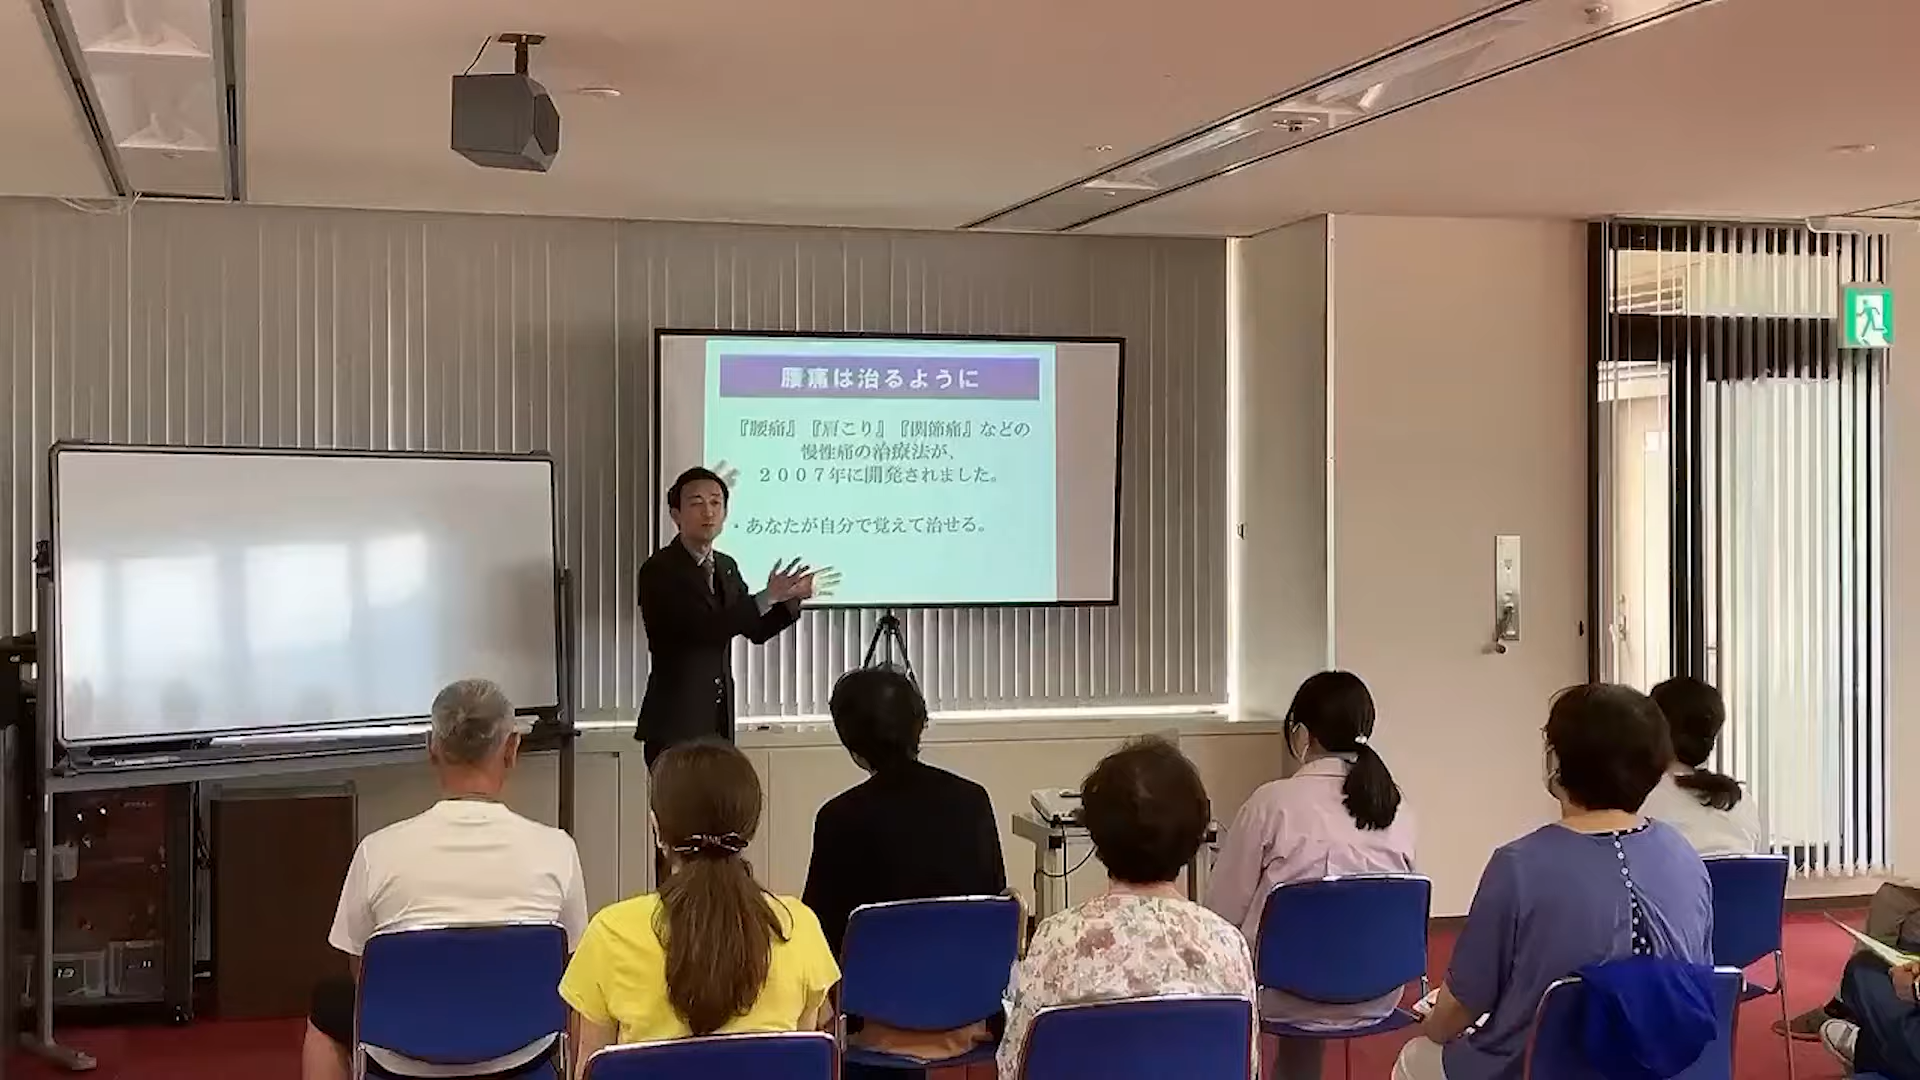 腰痛は治るように
『腰痛』『肩こり』『関節痛』などの
慢性痛の治療法が、
２００７年に開発されました。
・あなたが自分で覚えて治せる。